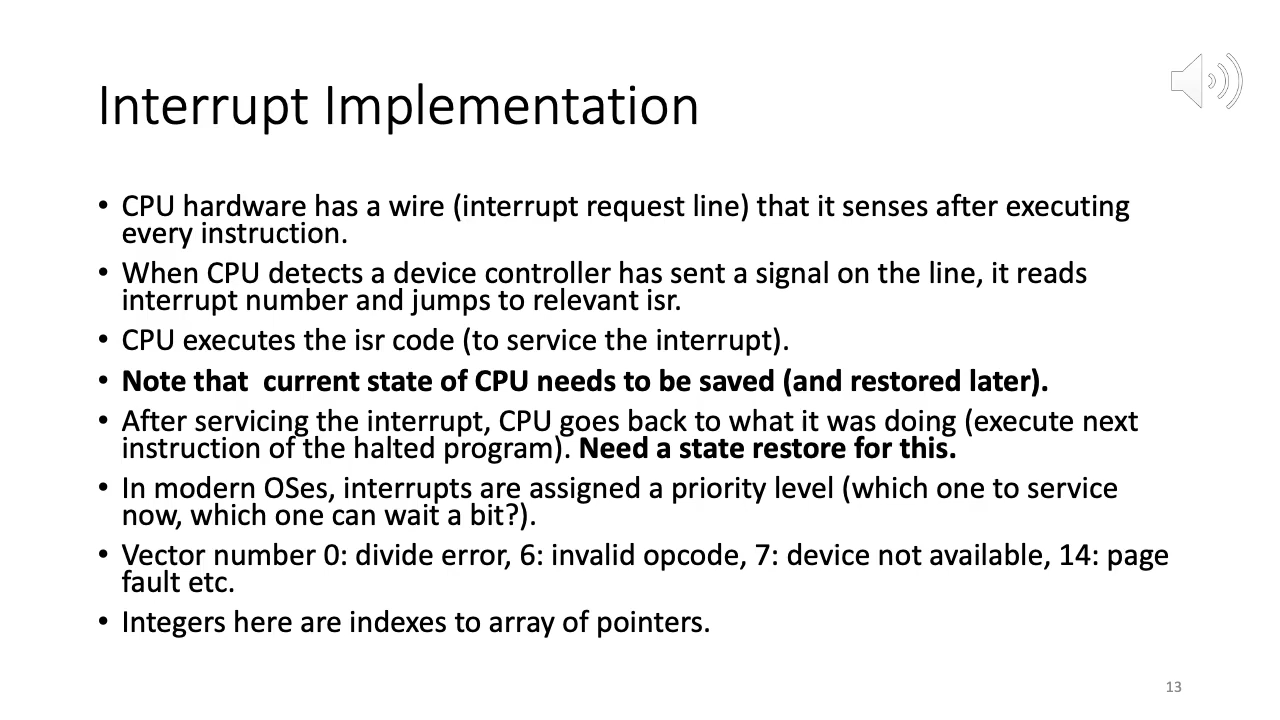 Interrupt Implementation
• CPU hardware has a wire (interrupt request line) that it senses after executing
every instruction.
• When CPU detects a device controller has sent a signal on the line, it reads
interrupt number and jumps to relevant isr.
• CPU executes the isr code (to service the interrupt).
• Note that  current state of CPU needs to be saved (and restored later).
• After servicing the interrupt, CPU goes back to what it was doing (execute next
instruction of the halted program). Need a state restore for this.
• In modern OSes, interrupts are assigned a priority level (which one to service
now, which one can wait a bit?).
• Vector number 0: divide error, 6: invalid opcode, 7: device not available, 14: page
fault etc.
• Integers here are indexes to array of pointers.
13